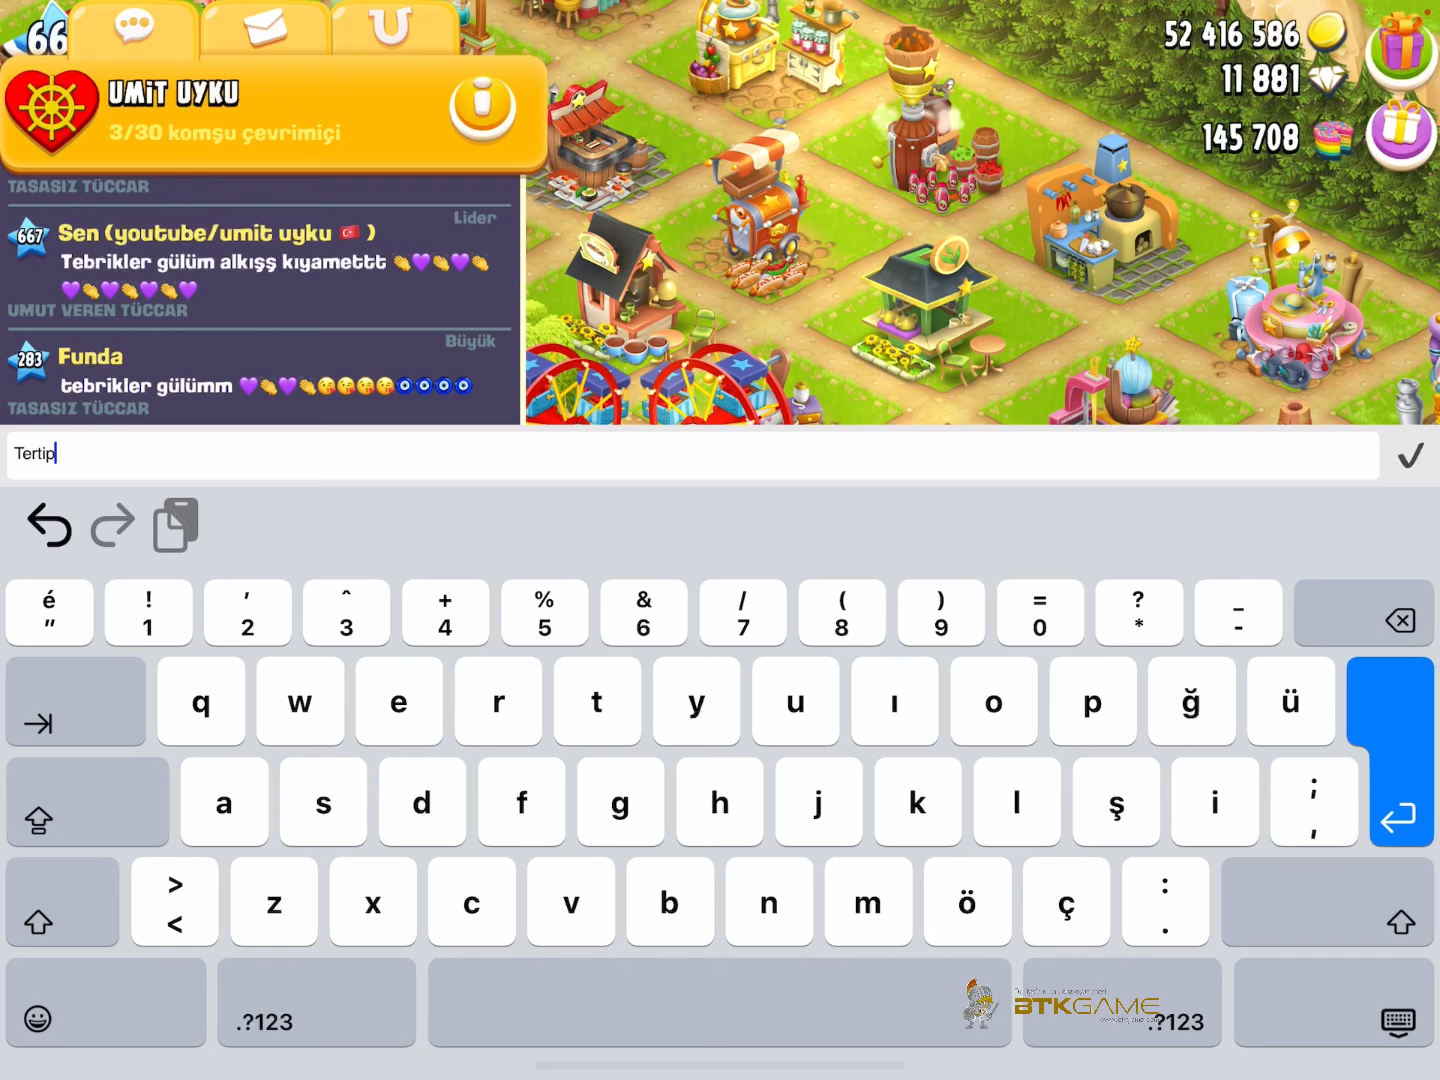 66
52 416 586
11 881
145 708
UMiT UYKU
3/30 komşu çevrimiçi
TASASIZ TÜCCAR
Lider
667 Sen (youtube/umit uyku 🇹🇷 )
Tebrikler gülüm alkışş kıyamettt 👏💜👏💜👏
💜👏💜👏💜👏💜
UMUT VEREN TÜCCAR
Büyük
283 Funda
tebrikler gülümm 💜👏💜👏😘😘😘😘🧿🧿🧿🧿
TASASIZ TÜCCAR
Tertip
é ! ' ^ + % & / ( ) = ? _
" 1 2 3 4 5 6 7 8 9 0 * -
q w e r t y u ı o p ğ ü
a s d f g h j k l ş i ; ,
> < z x c v b n m ö ç : .
.?123 .?123
BTKGAME